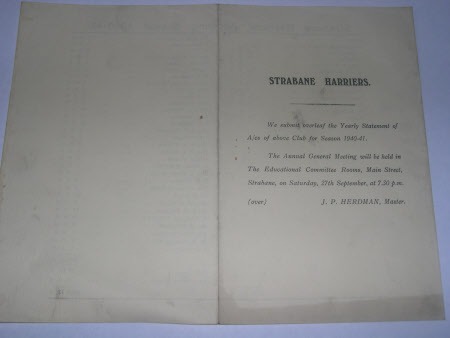 STRABANE HARRIERS.
We submit overleaf the Yearly Statement of
A/cs of above Club for Season 1940-41.
The Annual General Meeting will be held in
The Educational Committee Rooms, Main Street,
Strabane, on Saturday, 27th September, at 7.30 p.m.
[over] J. P. HERDMAN, Master.